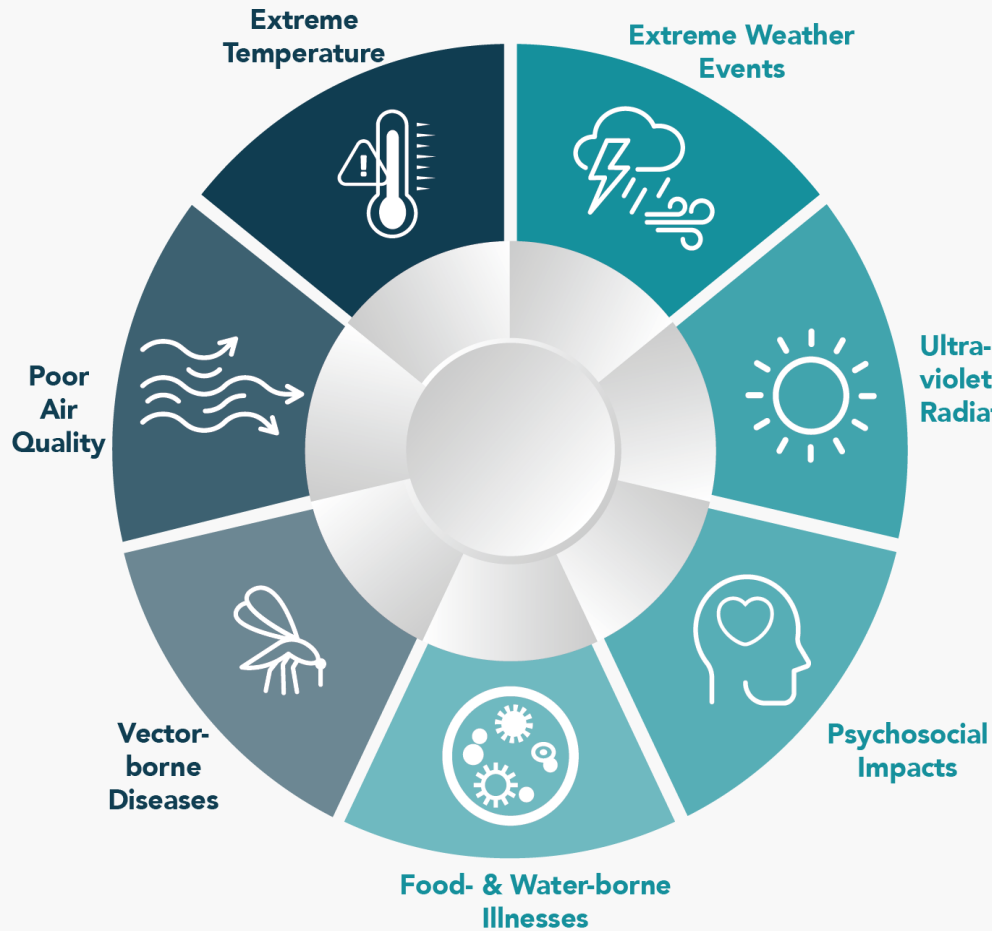 Extreme
Temperature
Extreme Weather
Events
Ultra-
violet
Radia
Psychosocial
Impacts
Food- & Water-borne
Illnesses
Vector-
borne
Diseases
Poor
Air
Quality
!